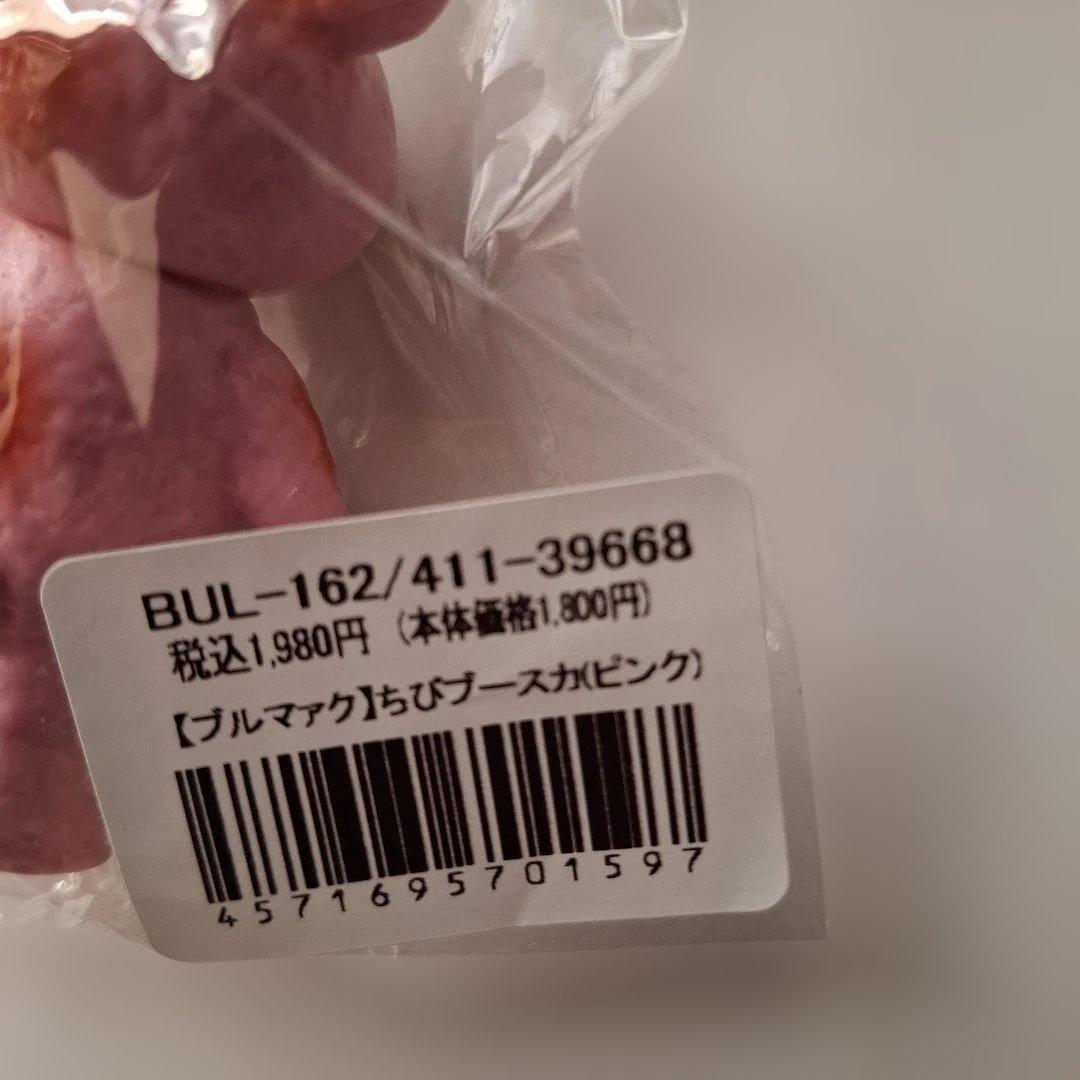 BUL-162/411-39668
税込1,980円 (本体価格1,800円)
【ブルマァク】ちびブースカ(ピンク)
4571695701597